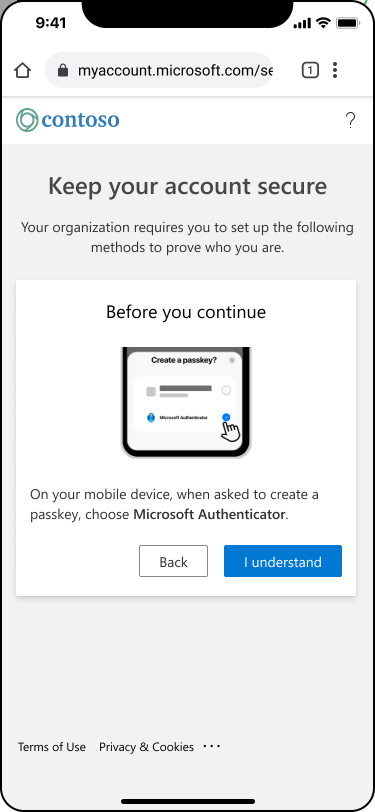 9:41
myaccount.microsoft.com/se
1
contoso
?
Keep your account secure
Your organization requires you to set up the following
methods to prove who you are.
Before you continue
Create a passkey?
Microsoft Authenticator
On your mobile device, when asked to create a
passkey, choose Microsoft Authenticator.
Back
I understand
Terms of Use
Privacy & Cookies
...